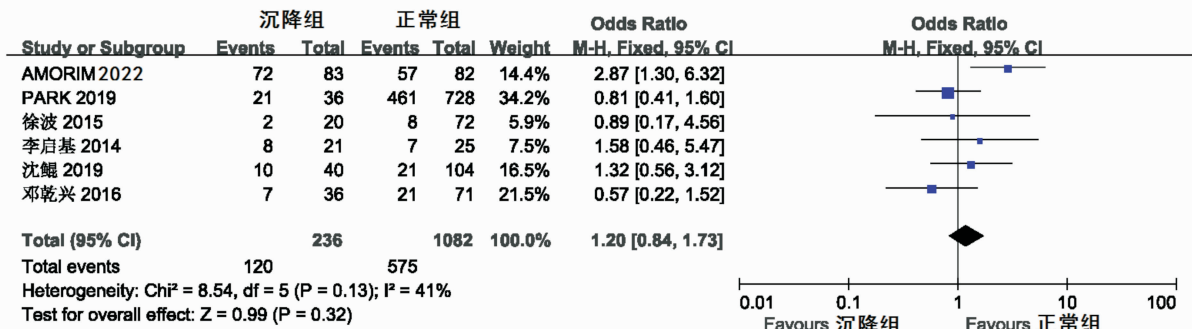 沉降组 正常组 Odds Ratio Odds Ratio
Study or Subgroup Events Total Events Total Weight M-H, Fixed, 95% CI M-H, Fixed, 95% CI
AMORIM 2022 72 83 57 82 14.4% 2.87 [1.30, 6.32]
PARK 2019 21 36 461 728 34.2% 0.81 [0.41, 1.60]
徐波 2015 2 20 8 72 5.9% 0.89 [0.17, 4.56]
李启基 2014 8 21 7 25 7.5% 1.58 [0.46, 5.47]
沈鲲 2019 10 40 21 104 16.5% 1.32 [0.56, 3.12]
邓乾兴 2016 7 36 21 71 21.5% 0.57 [0.22, 1.52]
Total (95% CI) 236 1082 100.0% 1.20 [0.84, 1.73]
Total events 120 575
Heterogeneity: Chi² = 8.54, df = 5 (P = 0.13); I² = 41%
Test for overall effect: Z = 0.99 (P = 0.32)
0.01 0.1 1 10 100
Favours 沉降组 Favours 正常组